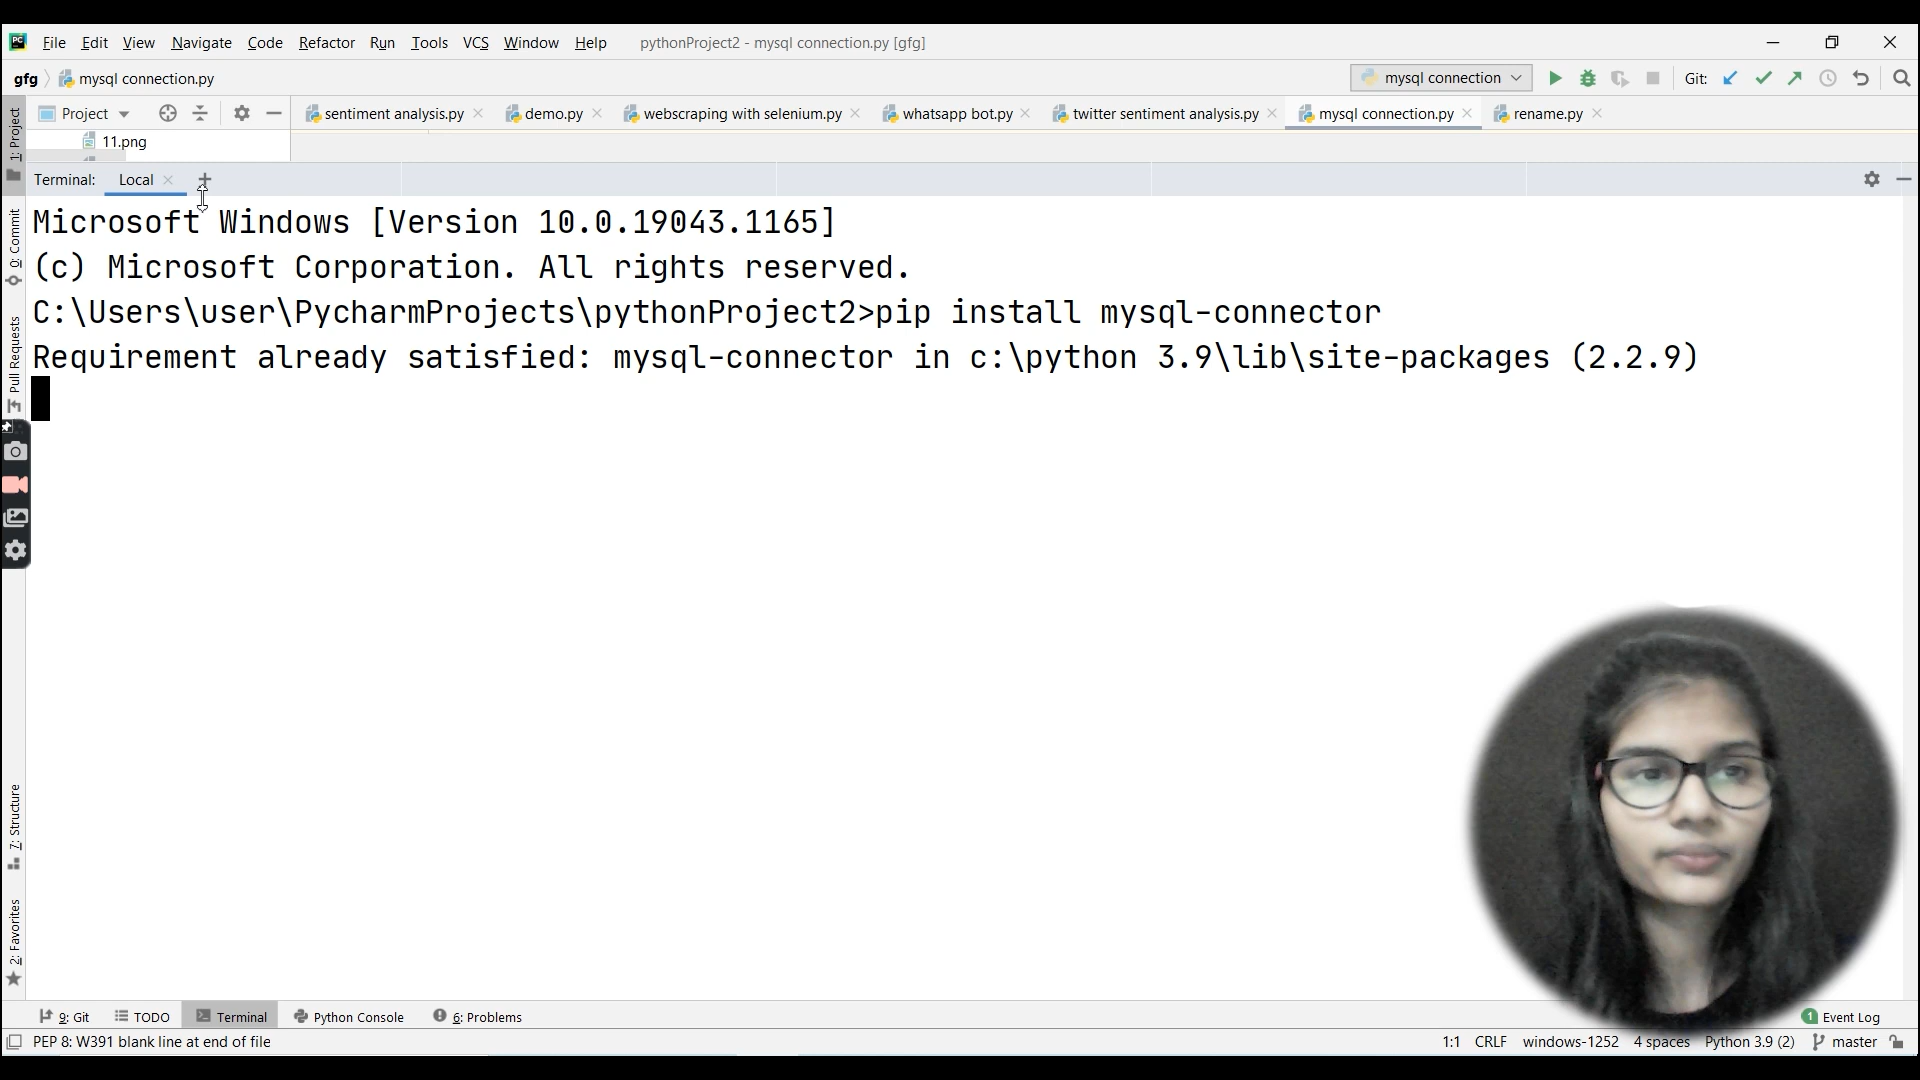 PC File Edit View Navigate Code Refactor Run Tools VCS Window Help pythonProject2 - mysql connection.py [gfg]
gfg mysql connection.py mysql connection Git:
Project sentiment analysis.py demo.py webscraping with selenium.py whatsapp bot.py twitter sentiment analysis.py mysql connection.py rename.py
11.png
Terminal: Local +
Microsoft Windows [Version 10.0.19043.1165]
(c) Microsoft Corporation. All rights reserved.
C:\Users\user\PycharmProjects\pythonProject2>pip install mysql-connector
Requirement already satisfied: mysql-connector in c:\python 3.9\lib\site-packages (2.2.9)
1: Project
0: Commit
Pull Requests
7: Structure
2: Favorites
9: Git TODO Terminal Python Console 6: Problems 1 Event Log
PEP 8: W391 blank line at end of file 1:1 CRLF windows-1252 4 spaces Python 3.9 (2) master